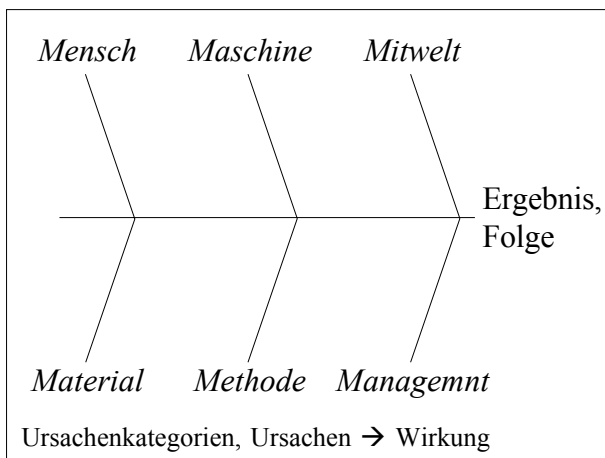 Mensch Maschine Mitwelt
Ergebnis,
Folge
Material Methode Managemnt
Ursachenkategorien, Ursachen → Wirkung